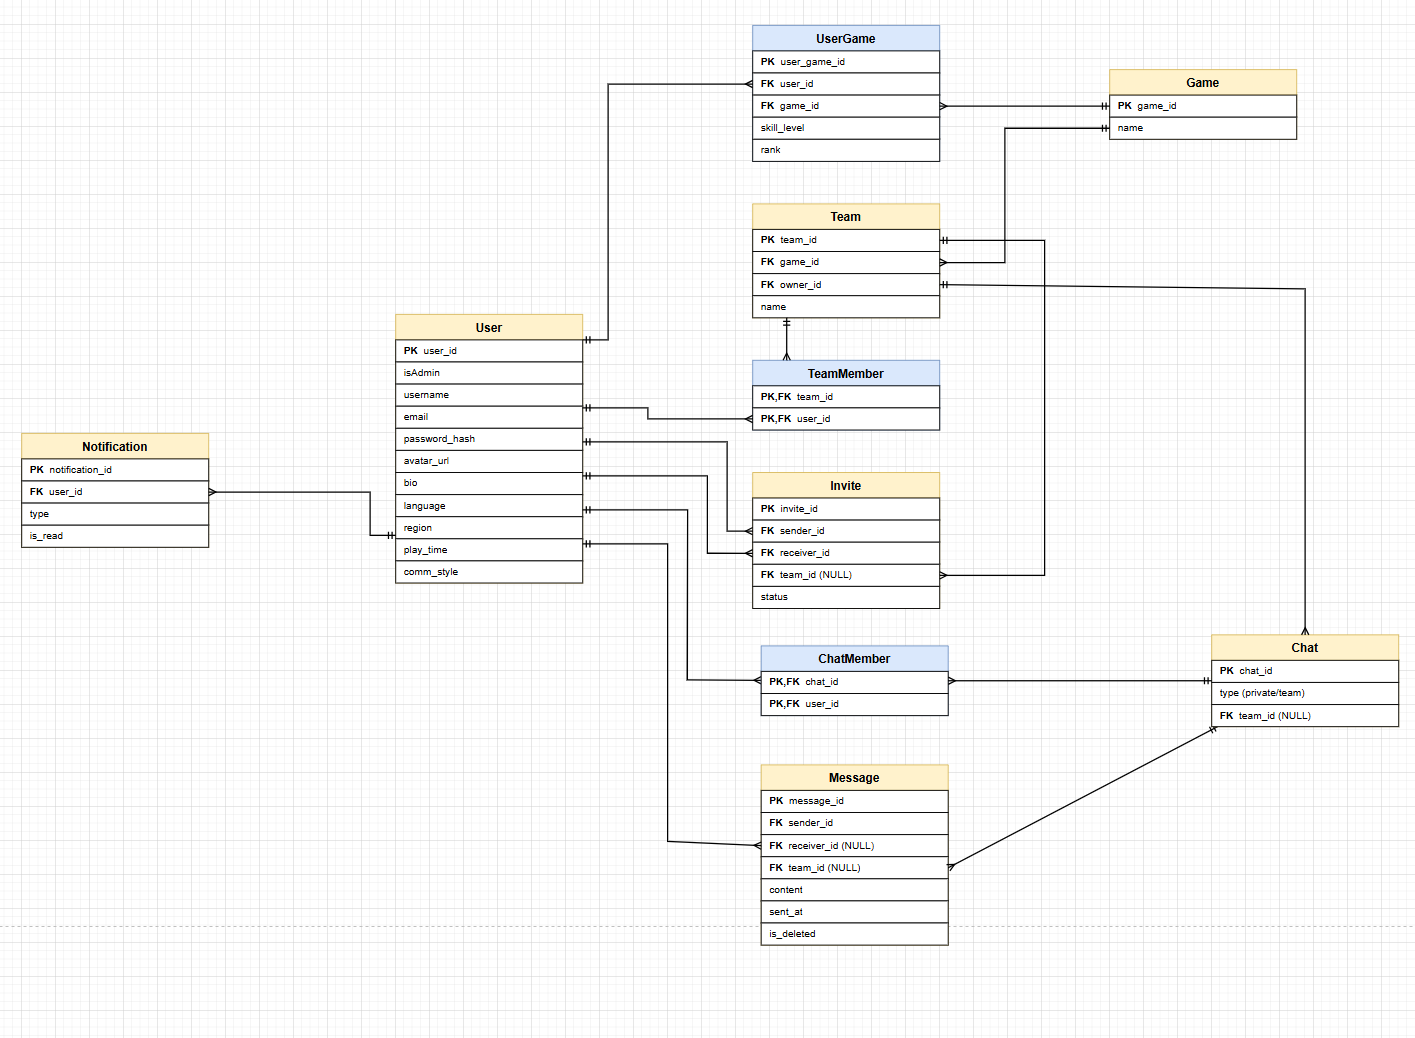 UserGame
PK user_game_id
FK user_id
FK game_id
skill_level
rank
Game
PK game_id
name
Team
PK team_id
FK game_id
FK owner_id
name
User
PK user_id
isAdmin
username
email
password_hash
avatar_url
bio
language
region
play_time
comm_style
TeamMember
PK,FK team_id
PK,FK user_id
Notification
PK notification_id
FK user_id
type
is_read
Invite
PK invite_id
FK sender_id
FK receiver_id
FK team_id (NULL)
status
ChatMember
PK,FK chat_id
PK,FK user_id
Chat
PK chat_id
type (private/team)
FK team_id (NULL)
Message
PK message_id
FK sender_id
FK receiver_id (NULL)
FK team_id (NULL)
content
sent_at
is_deleted